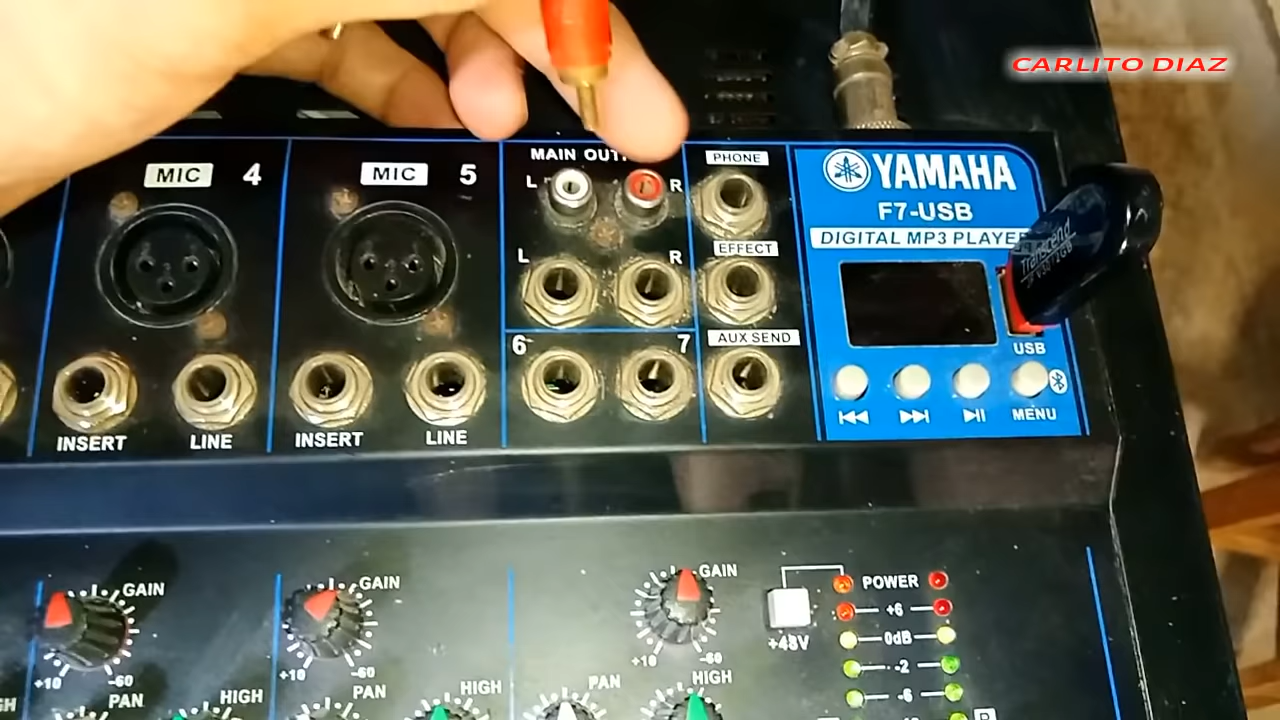 CARLITO DIAZ
MIC 4
MIC 5
MAIN OUT
L R
L R
6 7
PHONE
EFFECT
AUX SEND
YAMAHA
F7-USB
DIGITAL MP3 PLAYER
Transcend
USB
MENU
INSERT
LINE
INSERT
LINE
GAIN
+10 -60
PAN
HIGH
GAIN
+10 -60
PAN
HIGH
GAIN
+10 -60
PAN
HIGH
+48V
POWER
+6
0dB
-2
-6